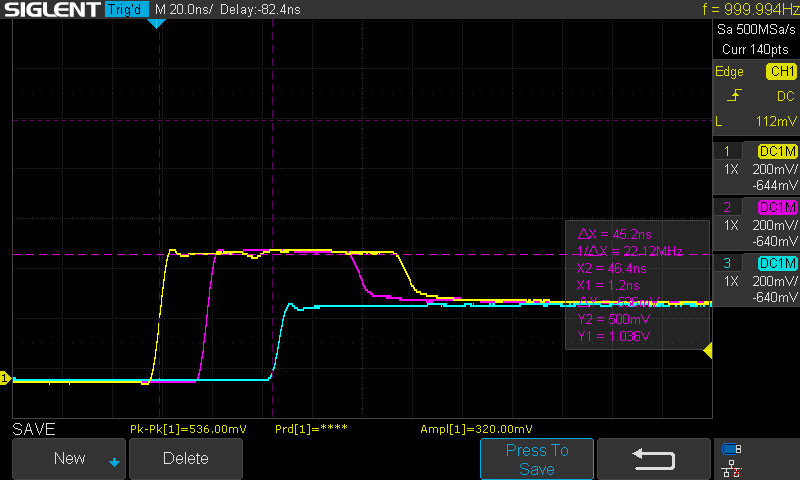 SIGLENT Trig'd M 20.0ns/ Delay:-82.4ns f = 999.994Hz
Sa 500MSa/s
Curr 140pts
Edge CH1
DC
L 112mV
1 DC1M
1X 200mV/
-644mV
2 DC1M
1X 200mV/
-640mV
3 DC1M
1X 200mV/
-640mV
ΔX = 45.2ns
1/ΔX = 22.12MHz
X2 = 46.4ns
X1 = 1.2ns
Y2 = 500mV
Y1 = 1.036V
1
SAVE Pk-Pk[1]=536.00mV Prd[1]=**** Ampl[1]=320.00mV
New Delete Press To
Save